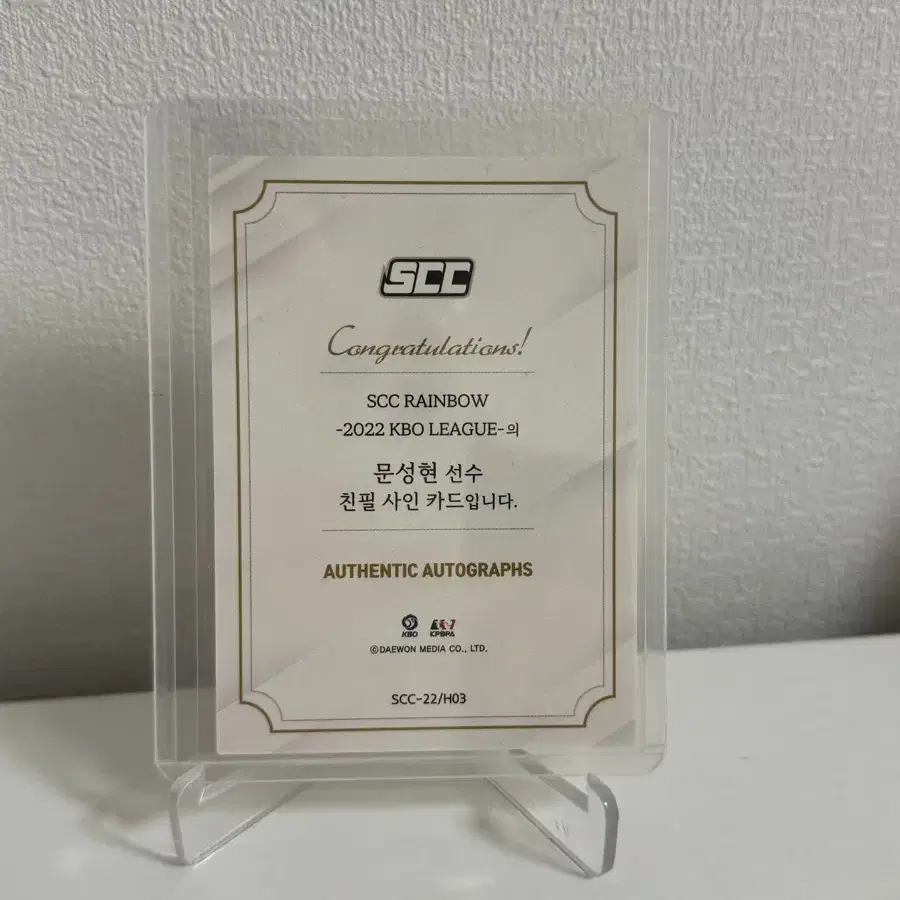 SCC
Congratulations!
SCC RAINBOW
-2022 KBO LEAGUE-의
문성현 선수
친필 사인 카드입니다.
AUTHENTIC AUTOGRAPHS
KBO KPBPA
©DAEWON MEDIA CO., LTD.
SCC-22/H03